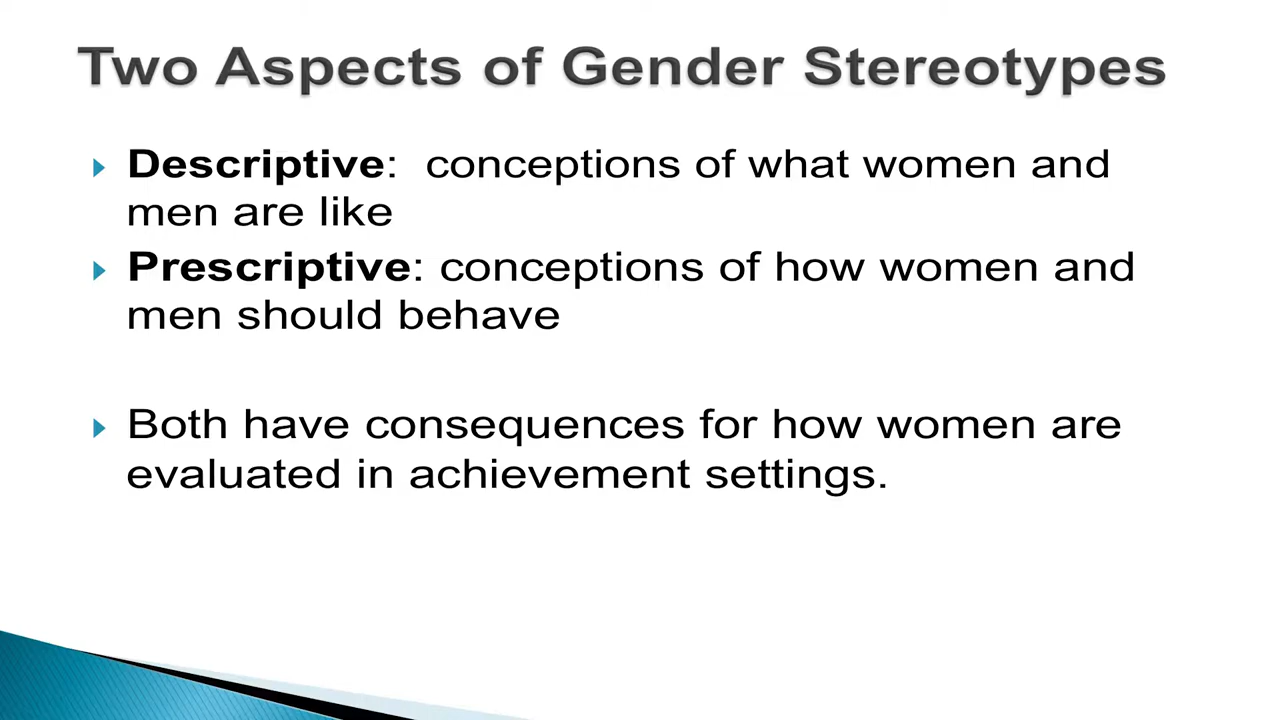 Two Aspects of Gender Stereotypes
Descriptive:  conceptions of what women and
men are like
Prescriptive: conceptions of how women and
men should behave
Both have consequences for how women are
evaluated in achievement settings.